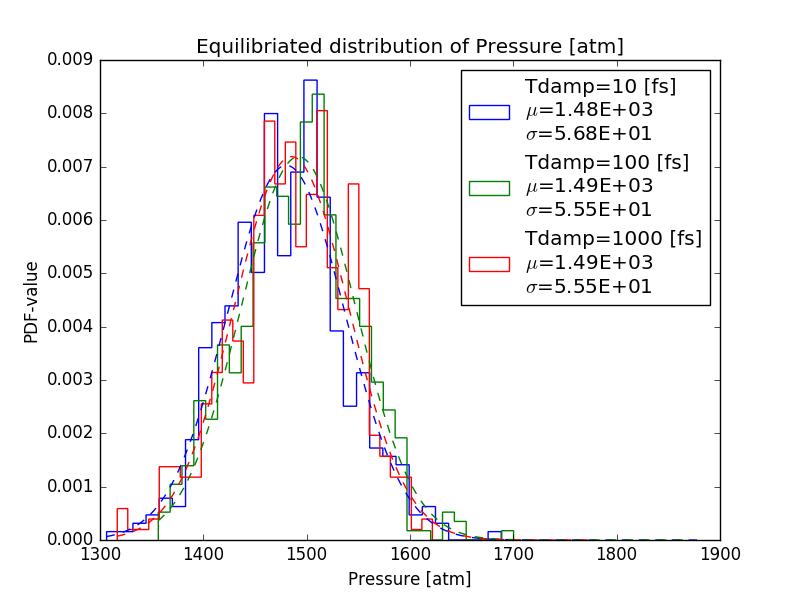 Equilibriated distribution of Pressure [atm]
0.009
0.008
0.007
0.006
0.005
0.004
0.003
0.002
0.001
0.000
PDF-value
Tdamp=10 [fs]
μ=1.48E+03
σ=5.68E+01
Tdamp=100 [fs]
μ=1.49E+03
σ=5.55E+01
Tdamp=1000 [fs]
μ=1.49E+03
σ=5.55E+01
1300 1400 1500 1600 1700 1800 1900
Pressure [atm]